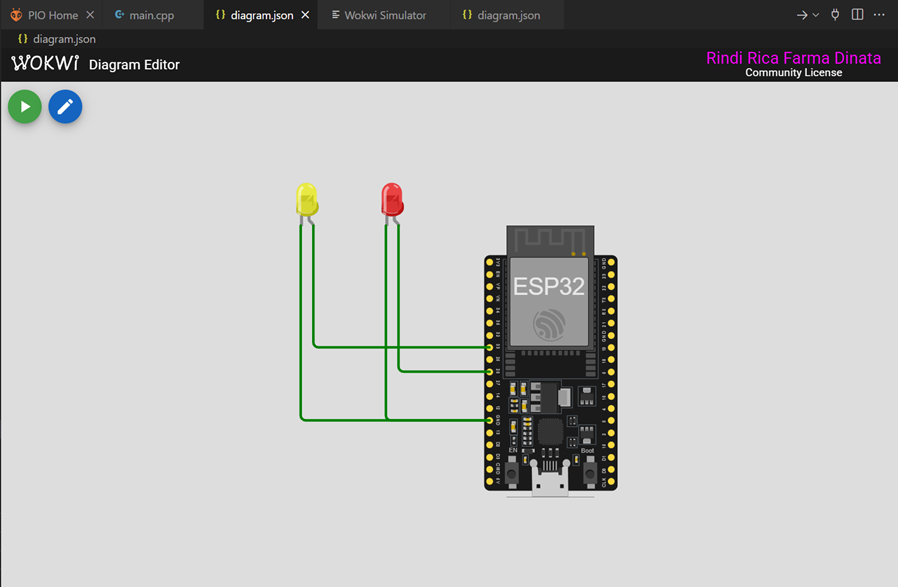 PIO Home
main.cpp
{} diagram.json
Wokwi Simulator
{} diagram.json
{} diagram.json
WOKWi Diagram Editor
Rindi Rica Farma Dinata
Community License
ESP32
EN
Boot